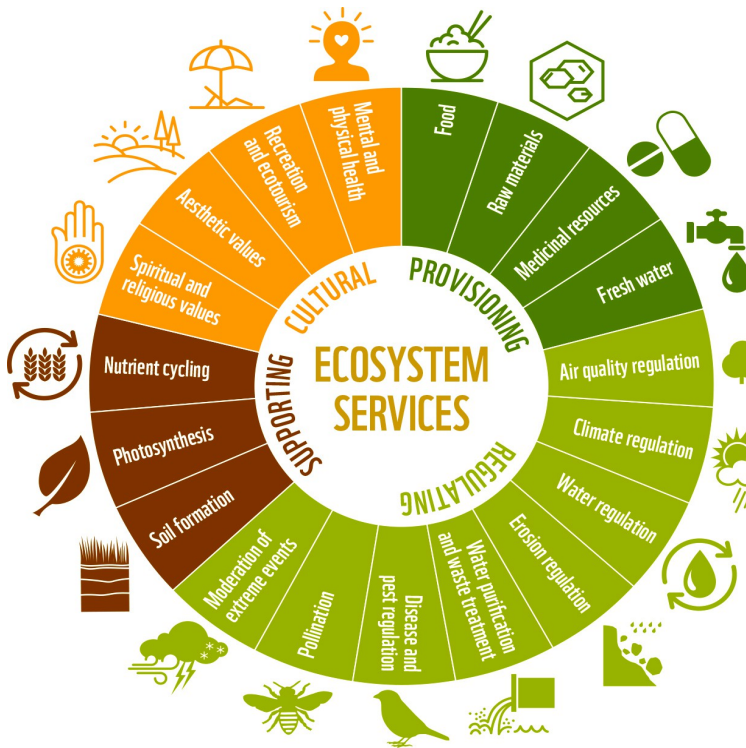 ECOSYSTEM
SERVICES
PROVISIONING
Food
Raw materials
Medicinal resources
Fresh water
REGULATING
Air quality regulation
Climate regulation
Water regulation
Erosion regulation
Water purification
and waste treatment
Disease and
pest regulation
Pollination
Moderation of
extreme events
SUPPORTING
Soil formation
Photosynthesis
Nutrient cycling
CULTURAL
Spiritual and
religious values
Aesthetic values
Recreation
and ecotourism
Mental and
physical health